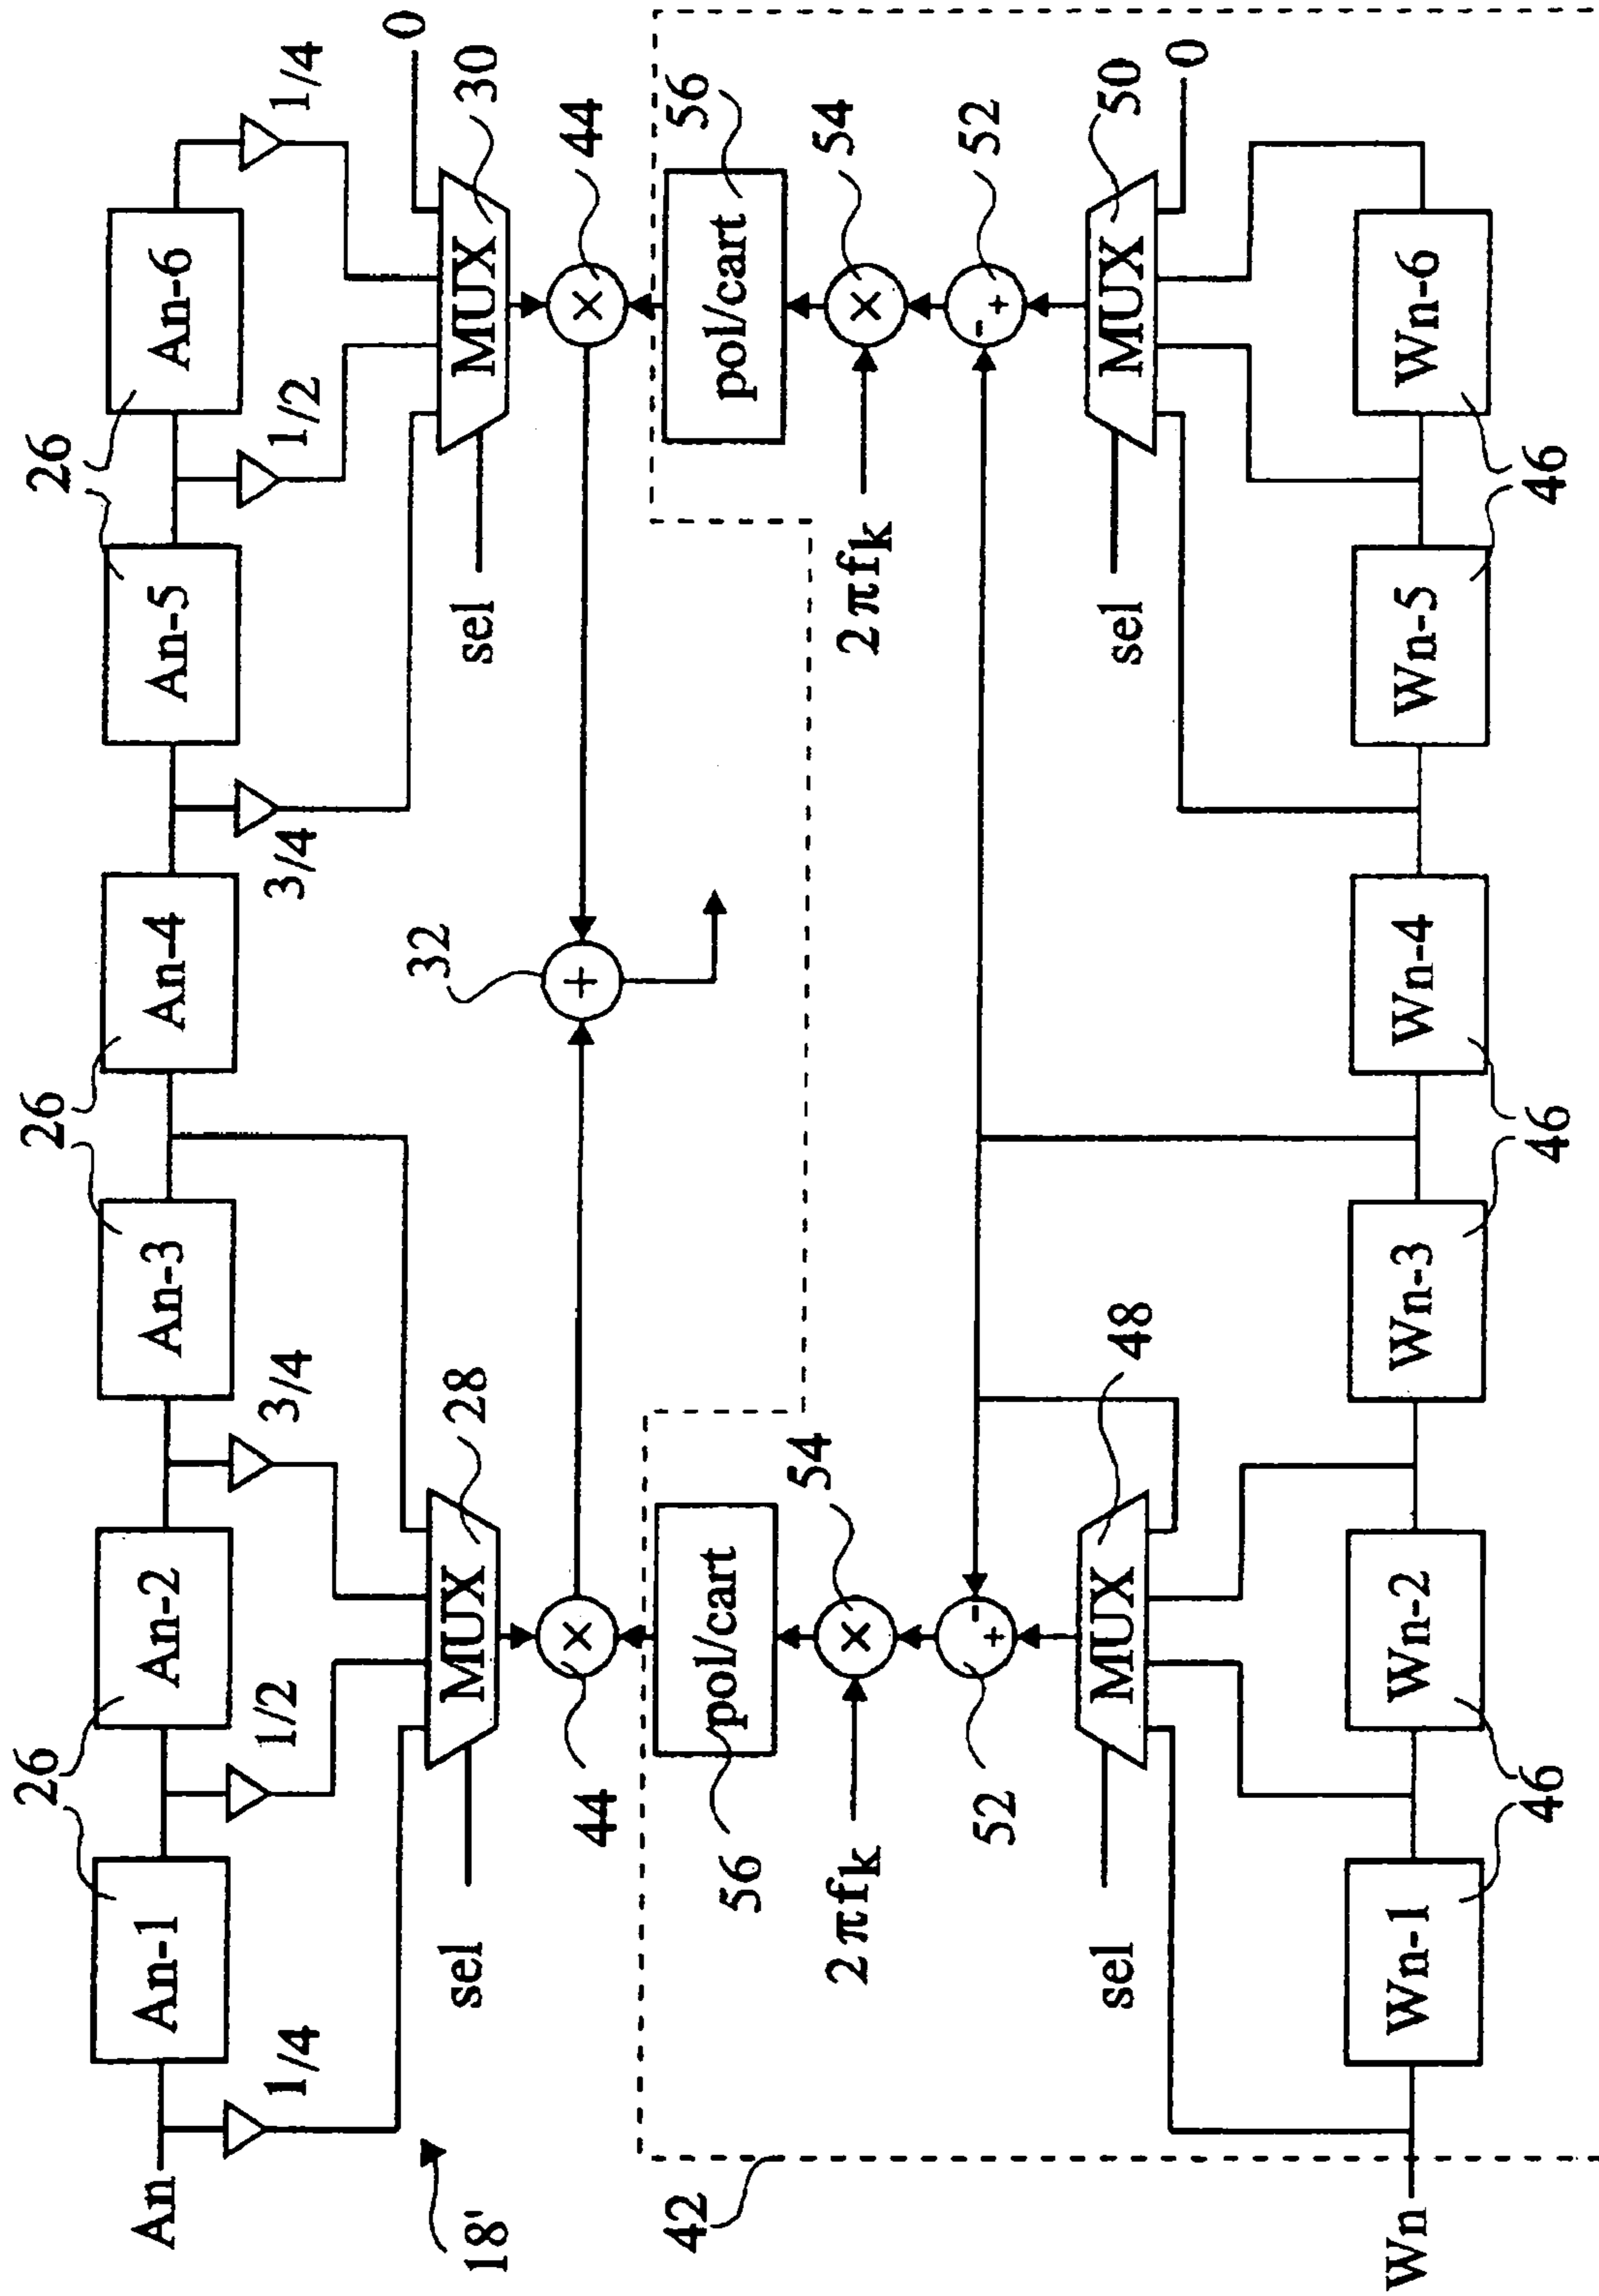 An
An-1
An-2
An-3
An-4
An-5
An-6
26
26
26
1/4
1/2
3/4
3/4
1/2
1/4
0
sel
MUX
28
sel
MUX
30
18'
44
×
+
32
×
44
42
56
pol/cart
pol/cart
56
2πfk
×
54
2πfk
×
54
52
-
+
-
+
52
sel
MUX
48
sel
MUX
50
0
Wn
Wn-1
Wn-2
Wn-3
Wn-4
Wn-5
Wn-6
46
46
46